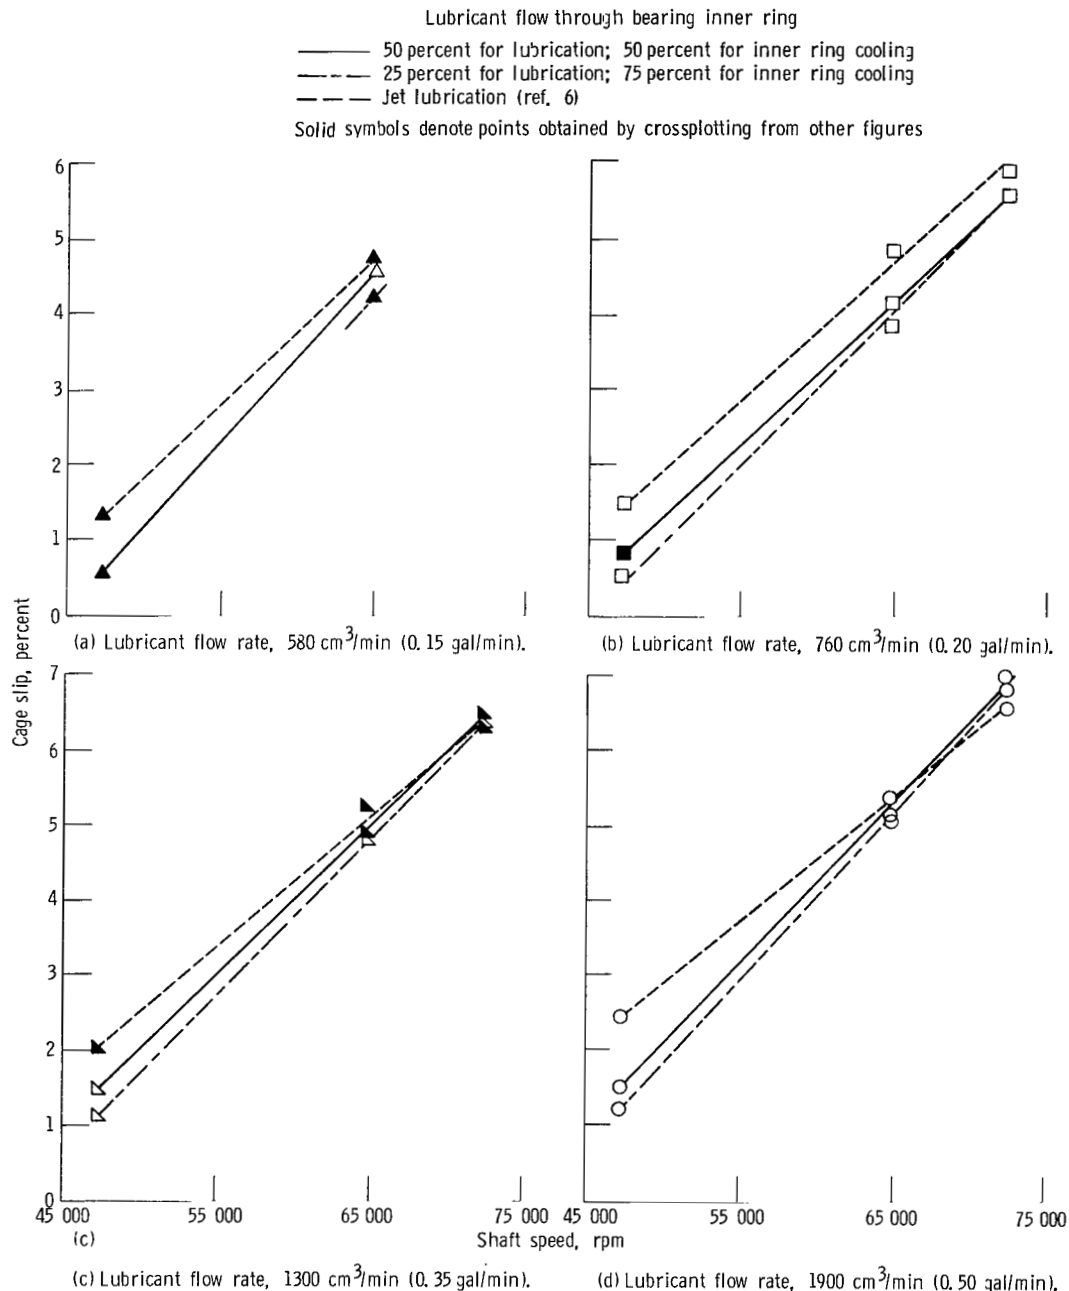 Lubricant flow through bearing inner ring
50 percent for lubrication; 50 percent for inner ring cooling
25 percent for lubrication; 75 percent for inner ring cooling
Jet lubrication (ref. 6)
Solid symbols denote points obtained by crossplotting from other figures
6
5
4
3
2
1
0
(a) Lubricant flow rate, 580 cm³/min (0.15 gal/min).
(b) Lubricant flow rate, 760 cm³/min (0.20 gal/min).
Cage slip, percent
7
6
5
4
3
2
1
0
45 000 55 000 65 000 75 000 45 000 55 000 65 000 75 000
(c)
Shaft speed, rpm
(c) Lubricant flow rate, 1300 cm³/min (0.35 gal/min).
(d) Lubricant flow rate, 1900 cm³/min (0.50 gal/min).